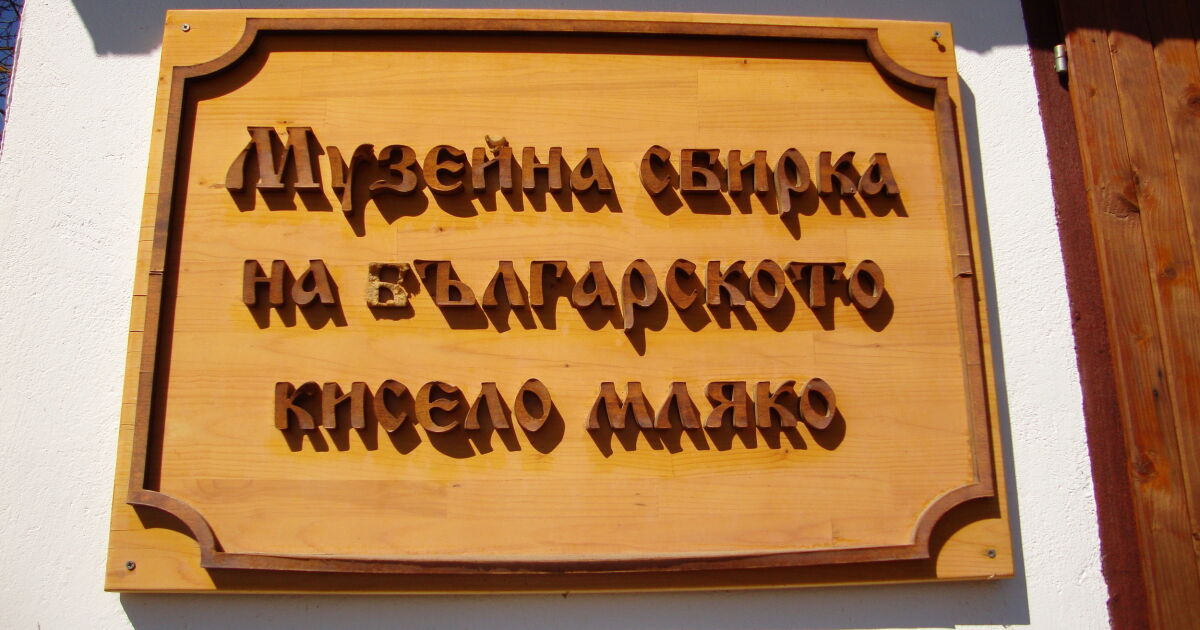 Музейна сбирка
на българското
кисело мляко